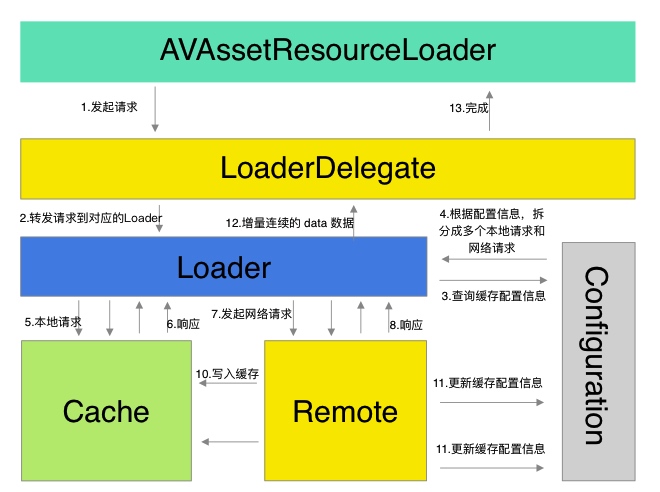 AVAssetResourceLoader
1.发起请求
13.完成
LoaderDelegate
2.转发请求到对应的Loader
12.增量连续的 data 数据
4.根据配置信息，拆
分成多个本地请求和
网络请求
Loader
3.查询缓存配置信息
Configuration
5.本地请求
6.响应
7.发起网络请求
8.响应
Cache
10.写入缓存
Remote
11.更新缓存配置信息
11.更新缓存配置信息